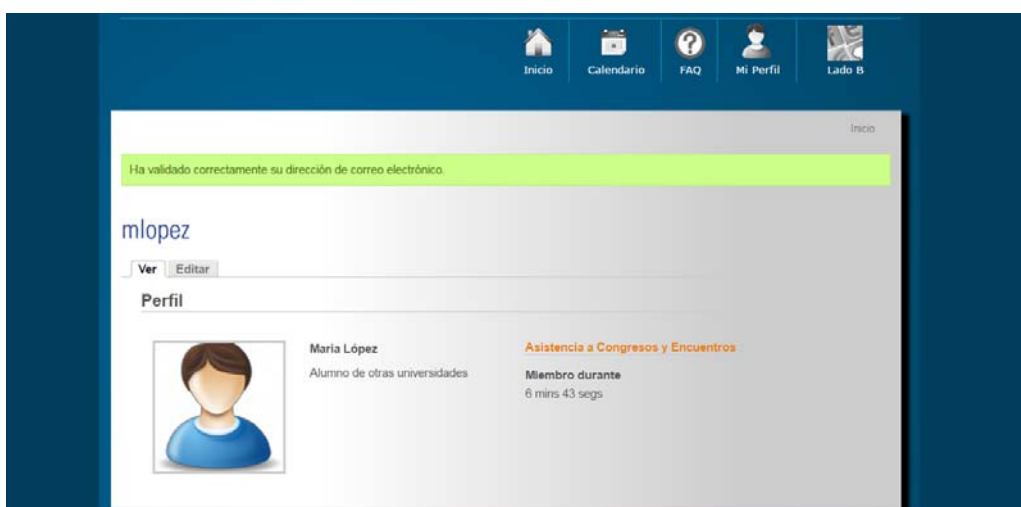 Inicio Calendario FAQ Mi Perfil Lado B
Inicio
Ha validado correctamente su dirección de correo electrónico.
mlopez
Ver Editar
Perfil
Maria López
Alumno de otras universidades
Asistencia a Congresos y Encuentros
Miembro durante
6 mins 43 segs